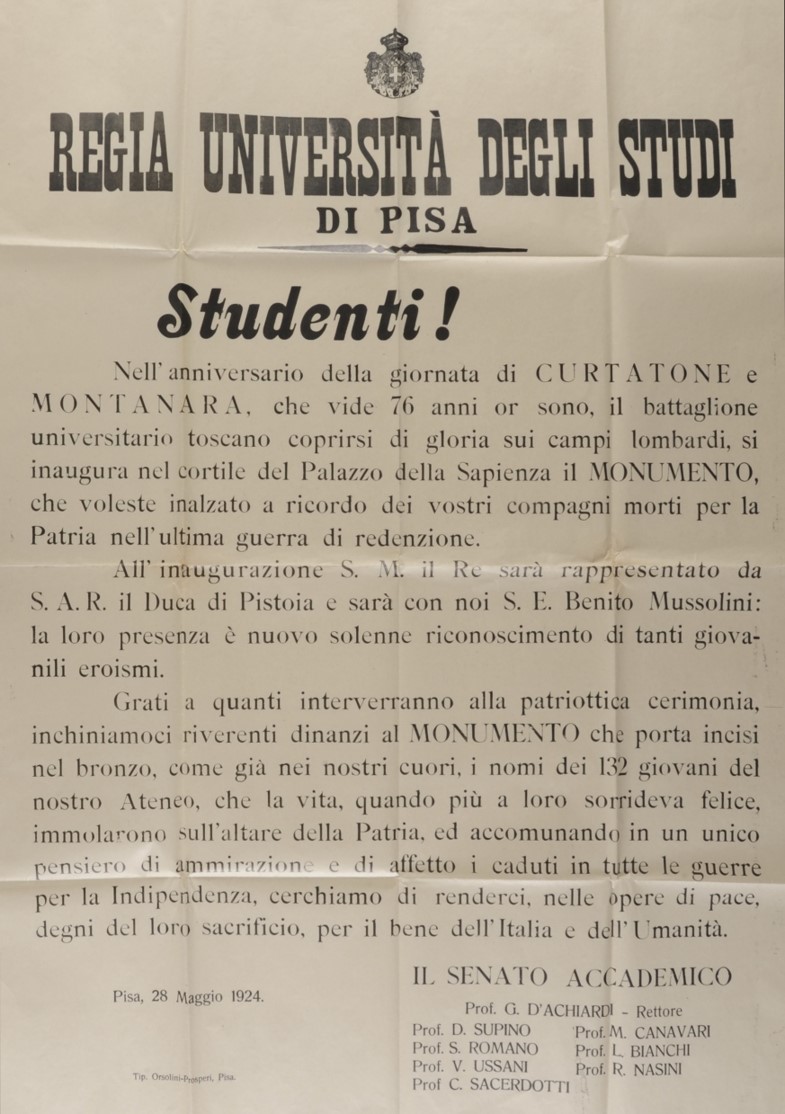 REGIA UNIVERSITÀ DEGLI STUDI
DI PISA
Studenti!
Nell'anniversario della giornata di CURTATONE e
MONTANARA, che vide 76 anni or sono, il battaglione
universitario toscano coprirsi di gloria sui campi lombardi, si
inaugura nel cortile del Palazzo della Sapienza il MONUMENTO,
che voleste inalzato a ricordo dei vostri compagni morti per la
Patria nell'ultima guerra di redenzione.
All'inaugurazione S. M. il Re sarà rappresentato da
S. A. R. il Duca di Pistoia e sarà con noi S. E. Benito Mussolini:
la loro presenza è nuovo solenne riconoscimento di tanti giova-
nili eroismi.
Grati a quanti interverranno alla patriottica cerimonia,
inchiniamoci riverenti dinanzi al MONUMENTO che porta incisi
nel bronzo, come già nei nostri cuori, i nomi dei 132 giovani del
nostro Ateneo, che la vita, quando più a loro sorrideva felice,
immolarono sull'altare della Patria, ed accomunando in un unico
pensiero di ammirazione e di affetto i caduti in tutte le guerre
per la Indipendenza, cerchiamo di renderci, nelle opere di pace,
degni del loro sacrificio, per il bene dell'Italia e dell'Umanità.
Pisa, 28 Maggio 1924.
IL SENATO ACCADEMICO
Prof. G. D'ACHIARDI - Rettore
Prof. D. SUPINO Prof. M. CANAVARI
Prof. S. ROMANO Prof. L. BIANCHI
Prof. V. USSANI Prof. R. NASINI
Prof C. SACERDOTTI
Tip. Orsolini-Prosperi, Pisa.